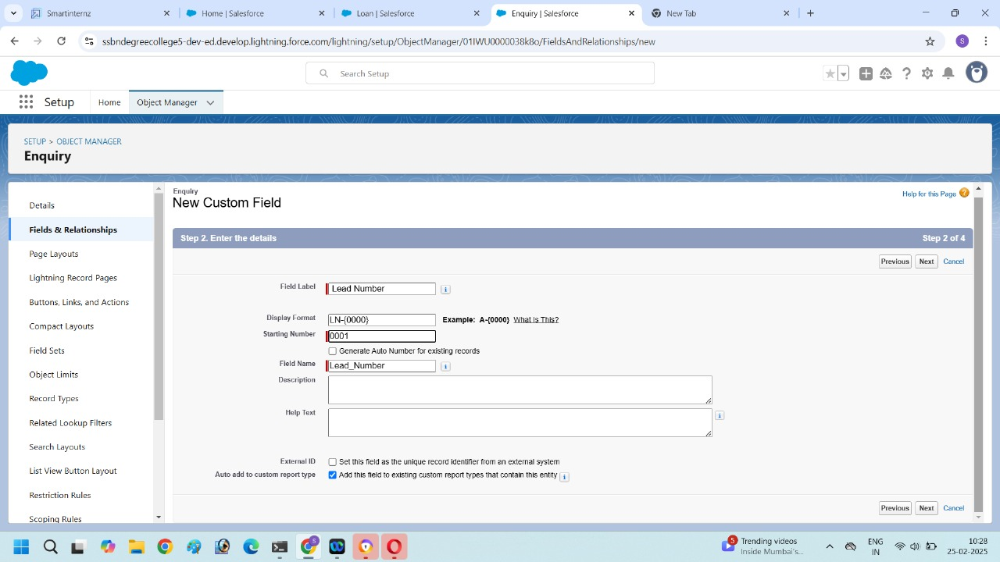 Smartinternz
Home | Salesforce
Loan | Salesforce
Enquiry | Salesforce
New Tab
ssbndegreecollege5-dev-ed.develop.lightning.force.com/lightning/setup/ObjectManager/01IWU0000038k8o/FieldsAndRelationships/new
S
Search Setup
Setup
Home
Object Manager
SETUP > OBJECT MANAGER
Enquiry
Details
Fields & Relationships
Page Layouts
Lightning Record Pages
Buttons, Links, and Actions
Compact Layouts
Field Sets
Object Limits
Record Types
Related Lookup Filters
Search Layouts
List View Button Layout
Restriction Rules
Scoping Rules
Enquiry
New Custom Field
Help for this Page
Step 2. Enter the details
Step 2 of 4
Previous
Next
Cancel
Field Label
Lead Number
Display Format
LN-{0000}
Example: A-{0000} What Is This?
Starting Number
0001
Generate Auto Number for existing records
Field Name
Lead_Number
Description
Help Text
External ID
Set this field as the unique record identifier from an external system
Auto add to custom report type
Add this field to existing custom report types that contain this entity
Previous
Next
Cancel
5
Trending videos
Inside Mumbai's...
ENG
IN
10:28
25-02-2025